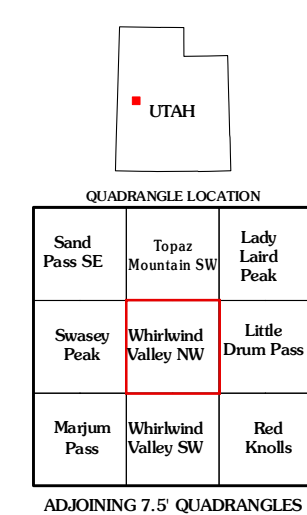 UTAH
QUADRANGLE LOCATION
Sand
Pass SE
Topaz
Mountain SW
Lady
Laird
Peak
Swasey
Peak
Whirlwind
Valley NW
Little
Drum Pass
Marjum
Pass
Whirlwind
Valley SW
Red
Knolls
ADJOINING 7.5' QUADRANGLES